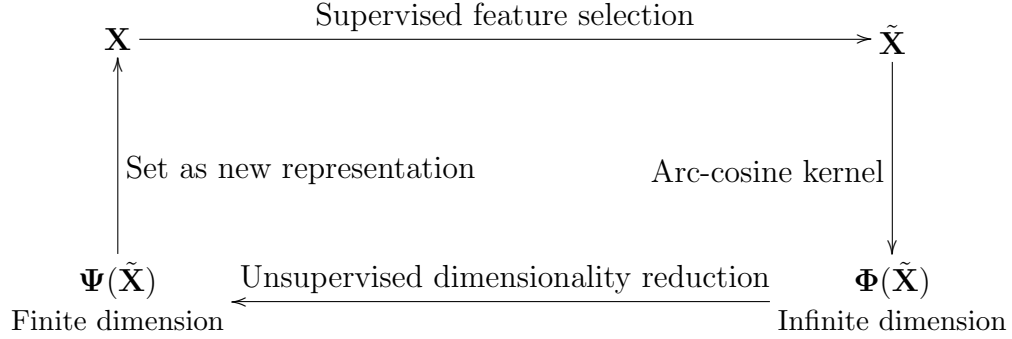 Supervised feature selection
X
X̃
Set as new representation
Arc-cosine kernel
Ψ(X̃)
Unsupervised dimensionality reduction
Φ(X̃)
Finite dimension
Infinite dimension